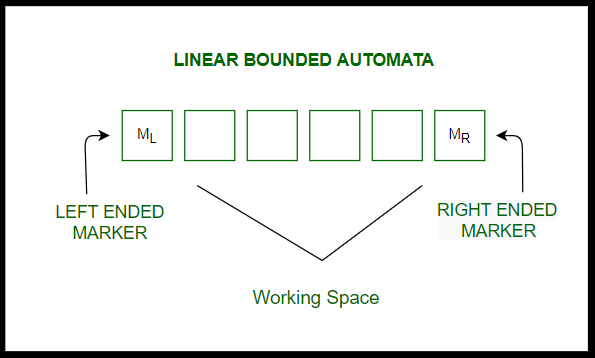 LINEAR BOUNDED AUTOMATA
ML MR
LEFT ENDED
MARKER
RIGHT ENDED
MARKER
Working Space